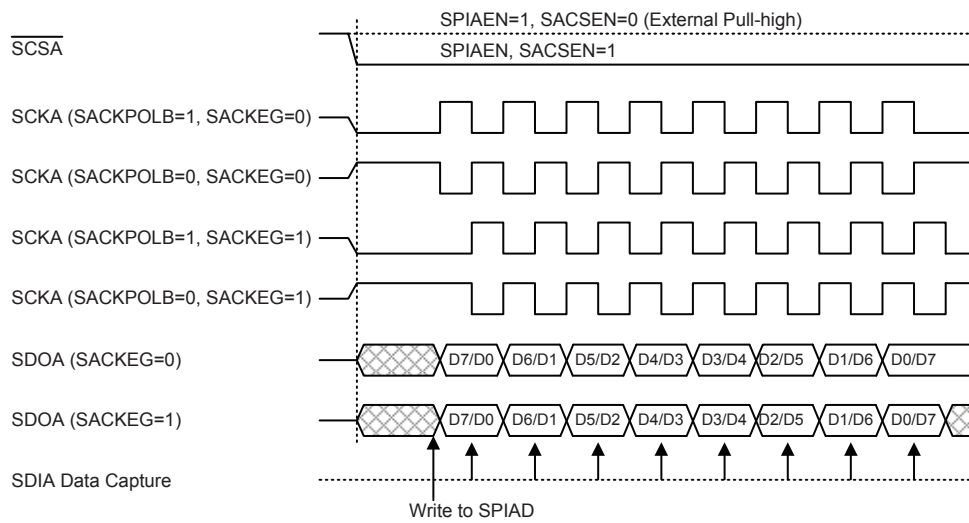 SPIAEN=1, SACSEN=0 (External Pull-high)
SCSA
SPIAEN, SACSEN=1
SCKA (SACKPOLB=1, SACKEG=0)
SCKA (SACKPOLB=0, SACKEG=0)
SCKA (SACKPOLB=1, SACKEG=1)
SCKA (SACKPOLB=0, SACKEG=1)
SDOA (SACKEG=0) D7/D0 D6/D1 D5/D2 D4/D3 D3/D4 D2/D5 D1/D6 D0/D7
SDOA (SACKEG=1) D7/D0 D6/D1 D5/D2 D4/D3 D3/D4 D2/D5 D1/D6 D0/D7
SDIA Data Capture
Write to SPIAD